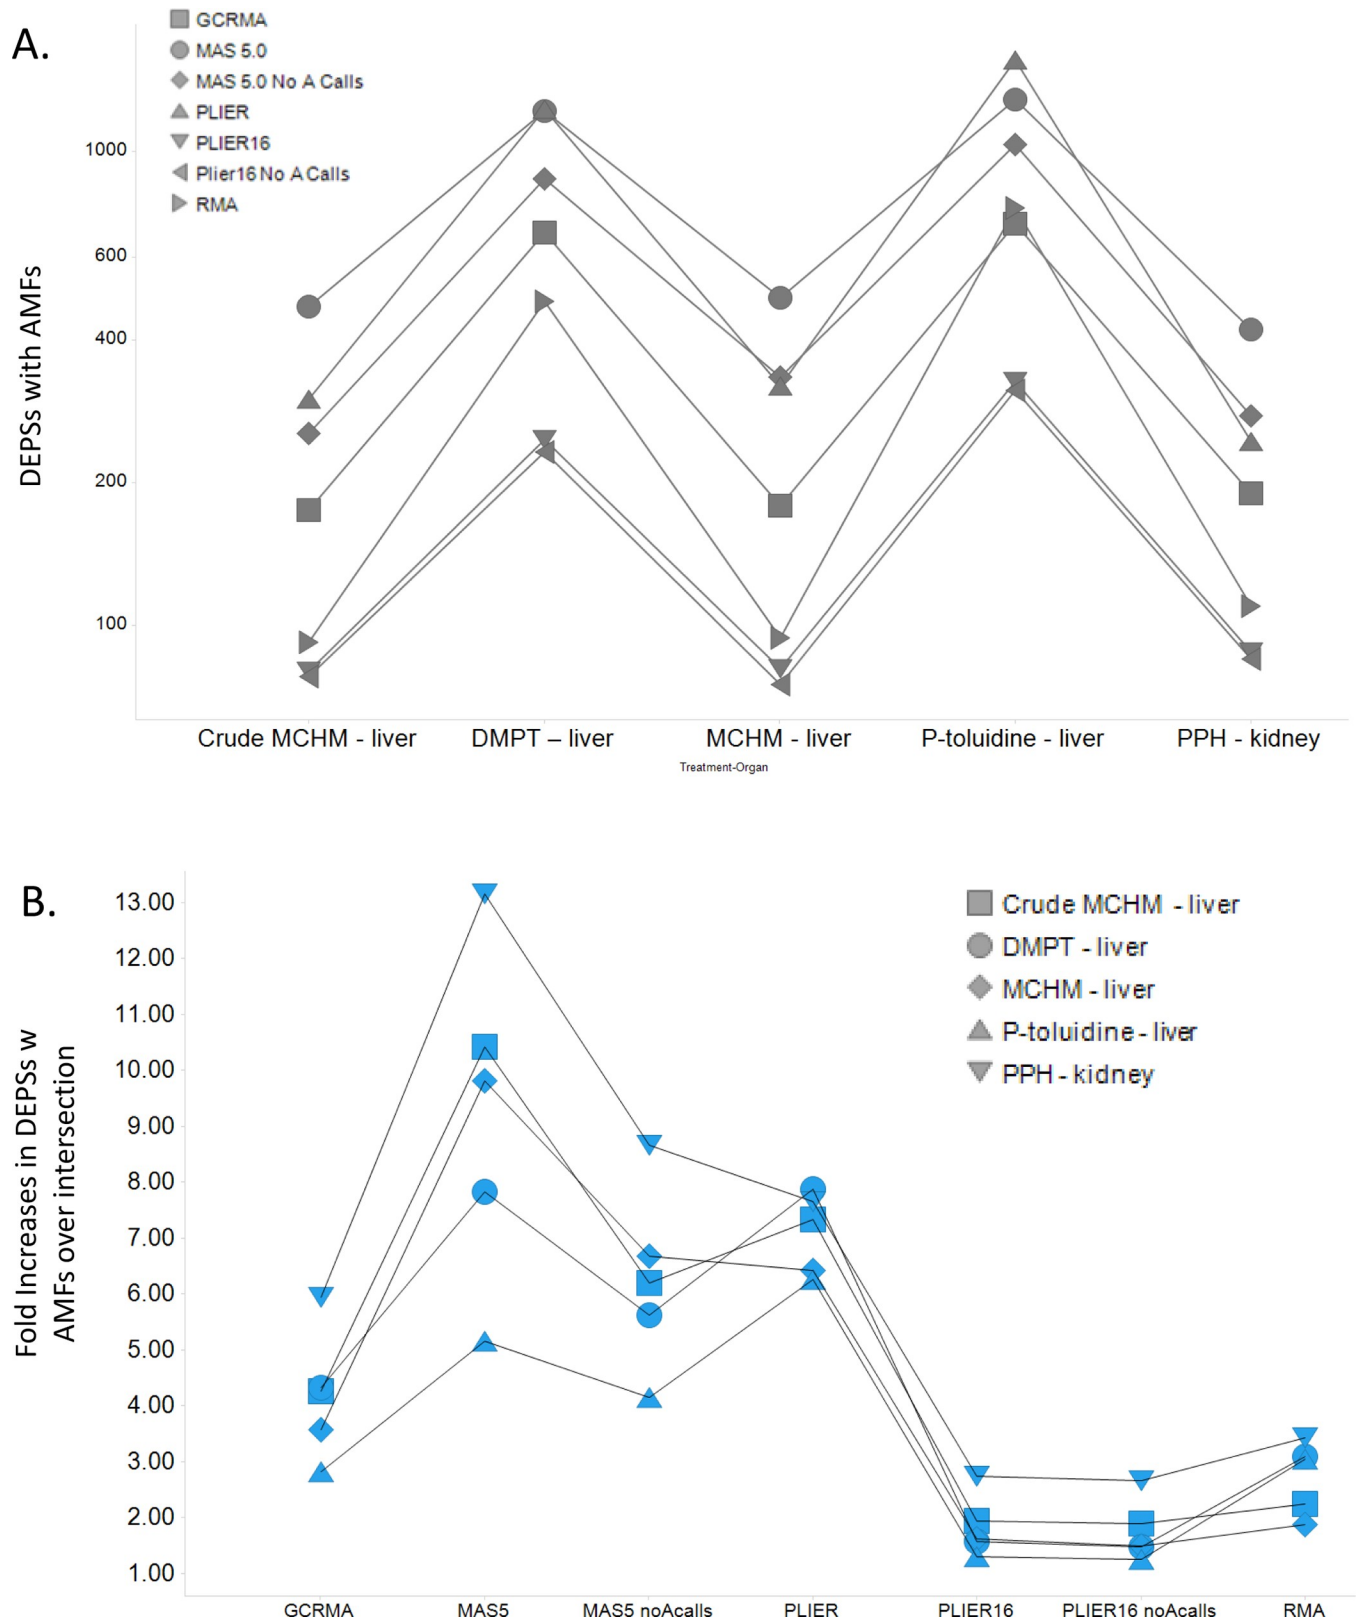 A.
GCRMA
MAS 5.0
MAS 5.0 No A Calls
PLIER
PLIER16
Plier16 No A Calls
RMA
DEPSs with AMFs
1000
600
400
200
100
Crude MCHM - liver
DMPT – liver
MCHM - liver
P-toluidine - liver
PPH - kidney
Treatment-Organ
B.
Fold Increases in DEPSs w
AMFs over intersection
13.00
12.00
11.00
10.00
9.00
8.00
7.00
6.00
5.00
4.00
3.00
2.00
1.00
Crude MCHM - liver
DMPT - liver
MCHM - liver
P-toluidine - liver
PPH - kidney
GCRMA
MAS5
MAS5 noAcalls
PLIER
PLIER16
PLIER16 noAcalls
RMA